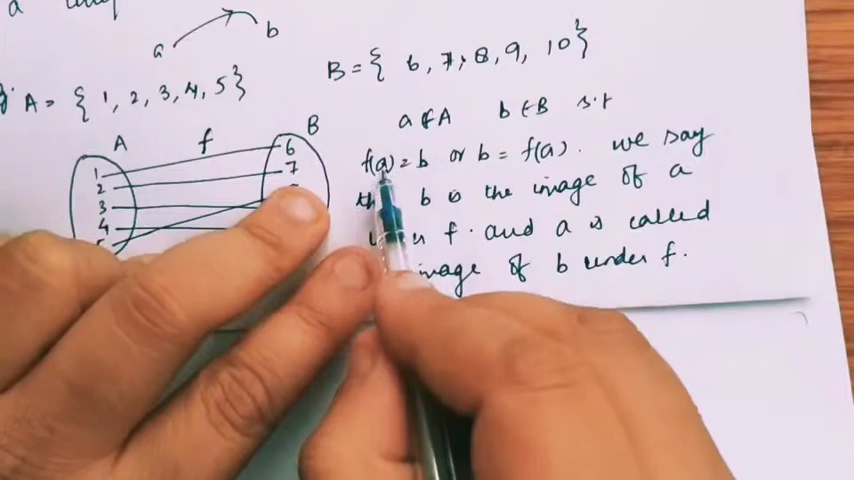 a
a b
A = { 1, 2, 3, 4, 5 }
B = { 6, 7, 8, 9, 10 }
A f B
1 6
2 7
3
4
5
a ∈ A b ∈ B s.t
f(a) = b or b = f(a). we say
b is the image of a
f. and a is called
image of b under f.